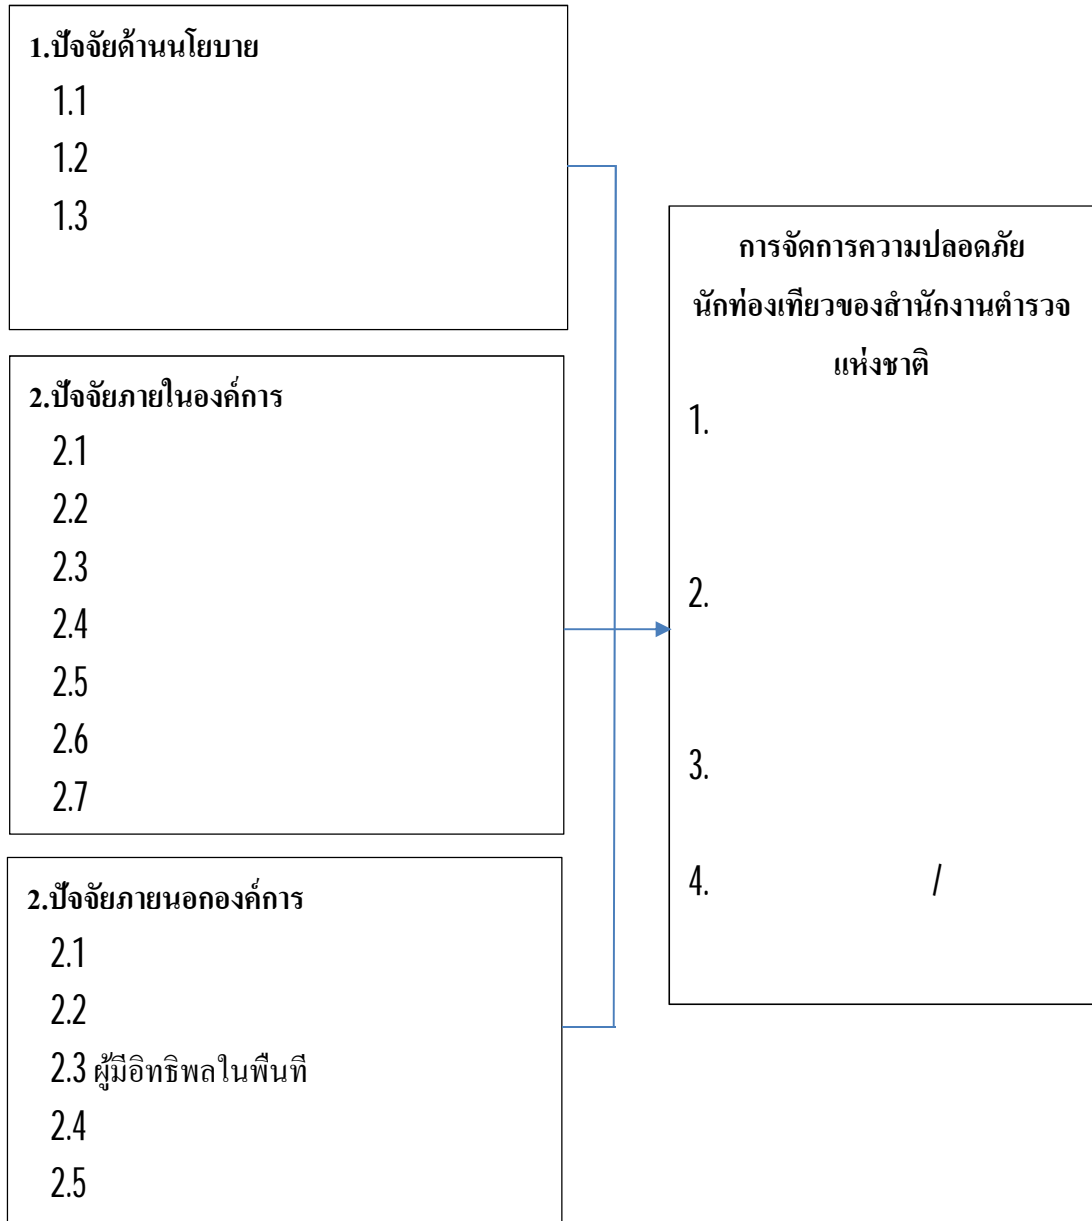 1.ปัจจัยด้านนโยบาย
1.1
1.2
1.3
2.ปัจจัยภายในองค์การ
2.1
2.2
2.3
2.4
2.5
2.6
2.7
2.ปัจจัยภายนอกองค์การ
2.1
2.2
2.3 ผู้มีอิทธิพลในพืนที
2.4
2.5
การจัดการความปลอดภัย
นักท่องเทียวของสํานักงานตํารวจ
แห่งชาติ
1.
2.
3.
4. /